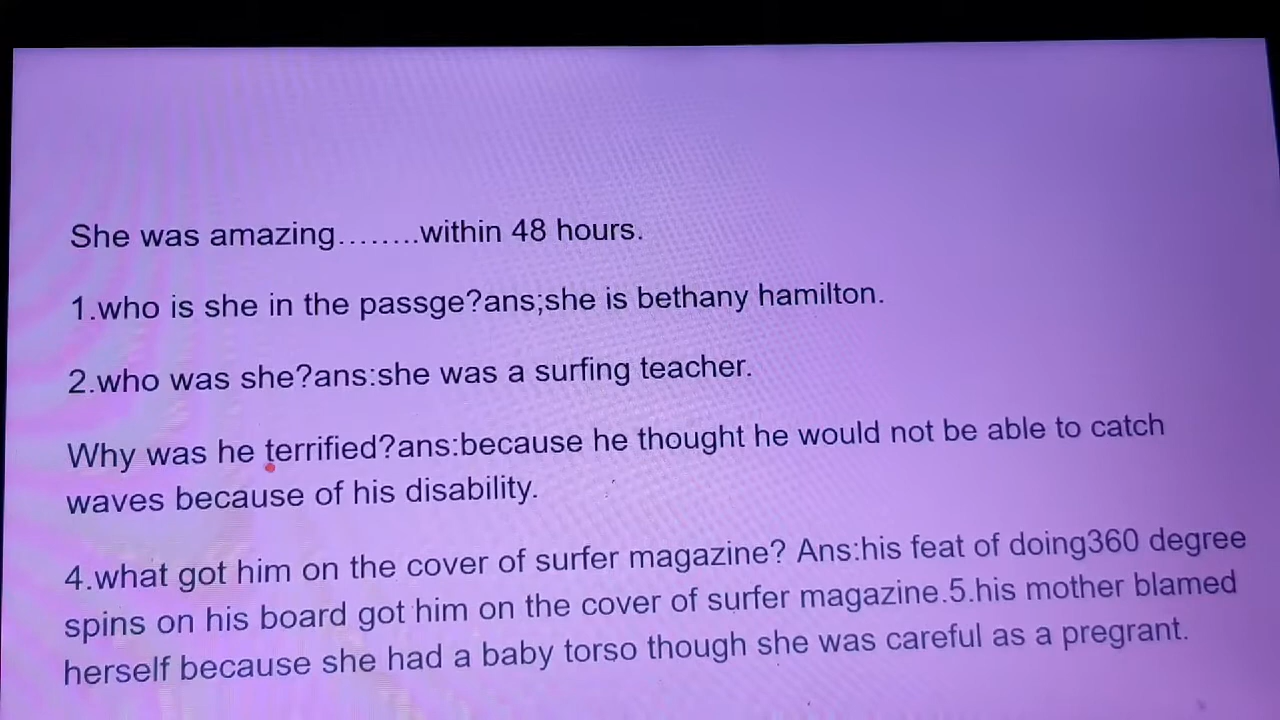 She was amazing........within 48 hours.
1.who is she in the passge?ans;she is bethany hamilton.
2.who was she?ans:she was a surfing teacher.
Why was he terrified?ans:because he thought he would not be able to catch
waves because of his disability.
4.what got him on the cover of surfer magazine? Ans:his feat of doing360 degree
spins on his board got him on the cover of surfer magazine.5.his mother blamed
herself because she had a baby torso though she was careful as a pregrant.